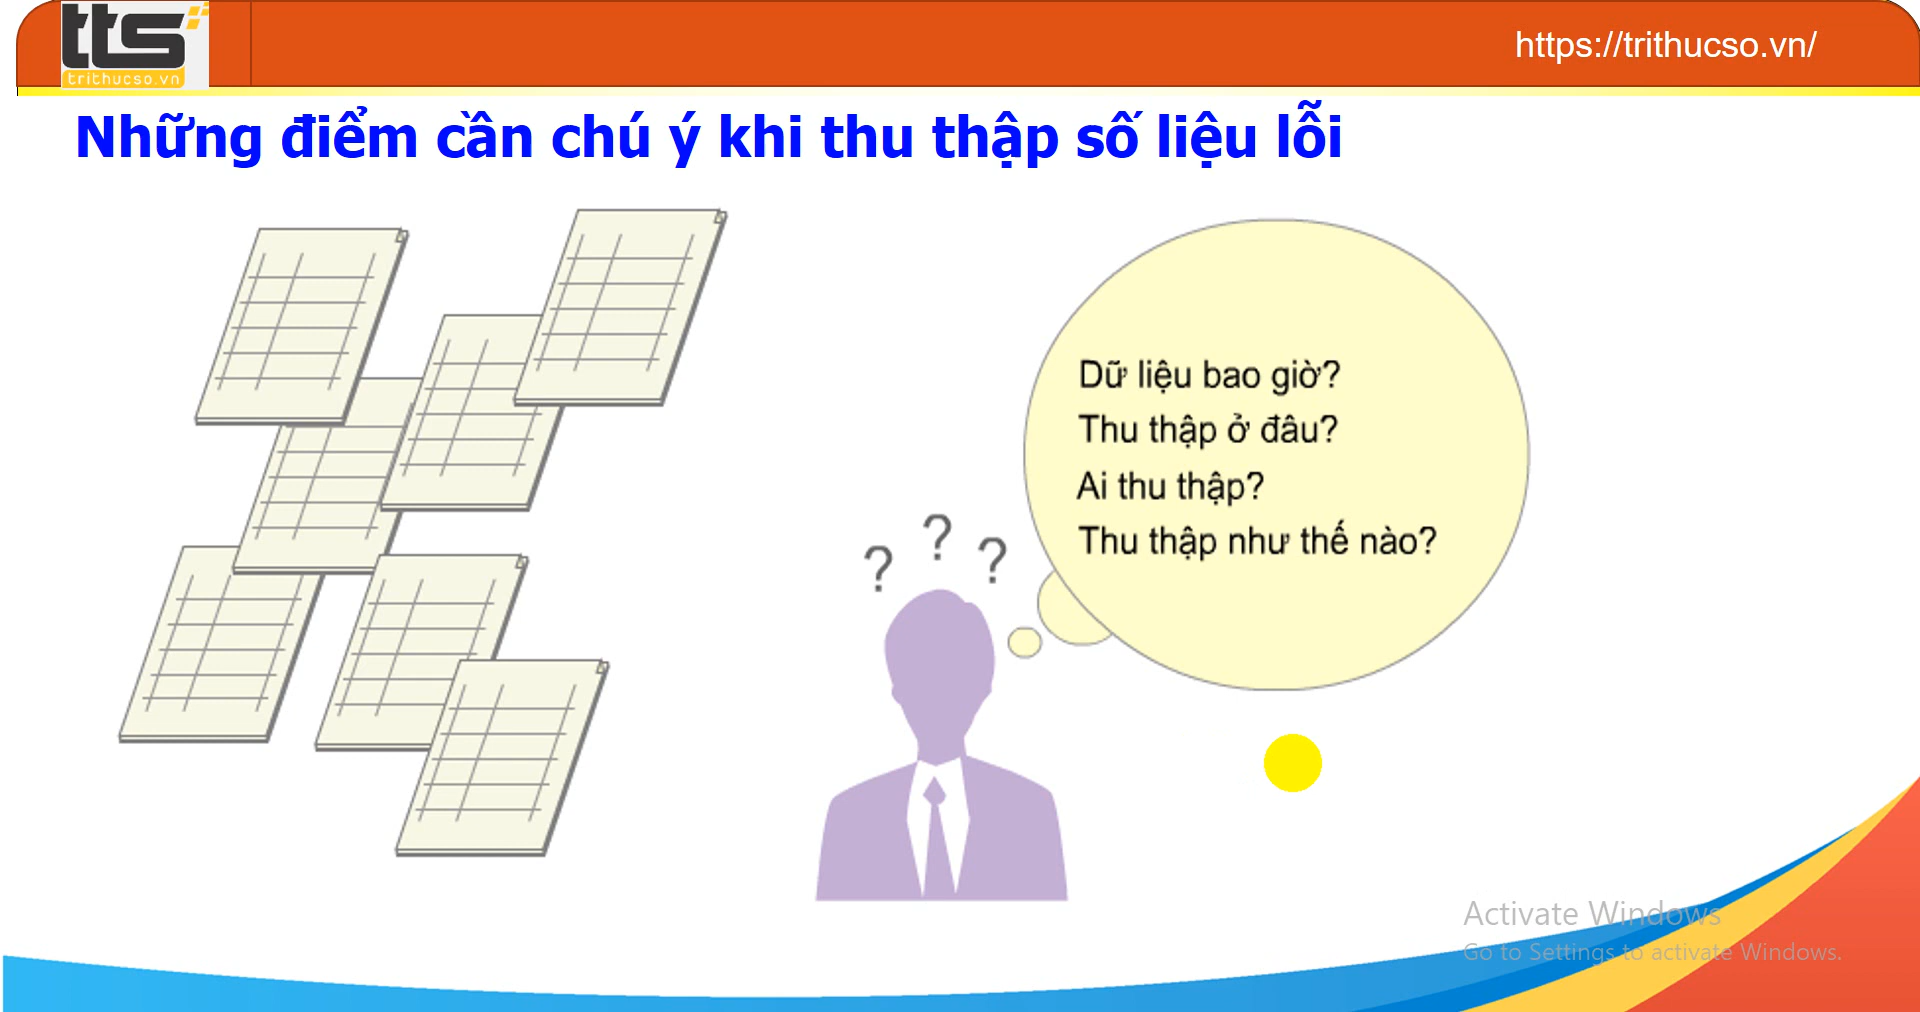 tts
trithucso.vn
https://trithucso.vn/
Những điểm cần chú ý khi thu thập số liệu lỗi
Dữ liệu bao giờ?
Thu thập ở đâu?
Ai thu thập?
Thu thập như thế nào?
? ? ?
Activate Windows
Go to Settings to activate Windows.